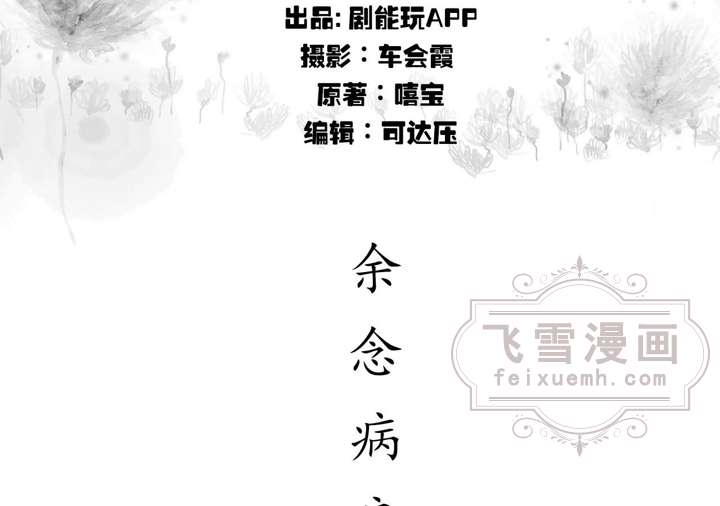 出品: 剧能玩APP
摄影：车会霞
原著：嘻宝
编辑：可达压
余
念
病
飞雪漫画
feixuemh.com